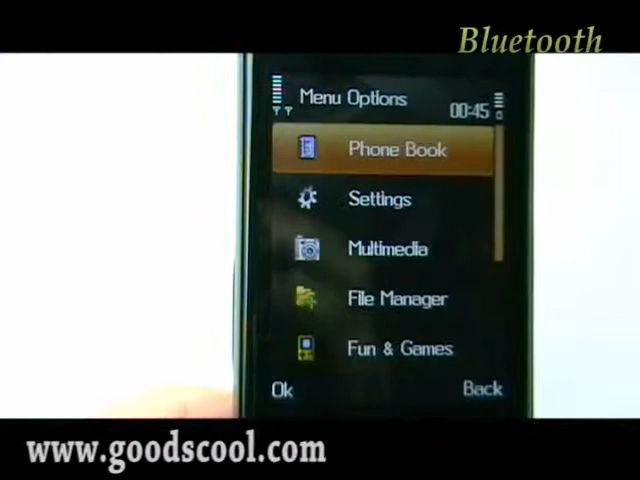 Bluetooth
Menu Options
00:45
Phone Book
Settings
Multimedia
File Manager
Fun & Games
Ok Back
www.goodscool.com